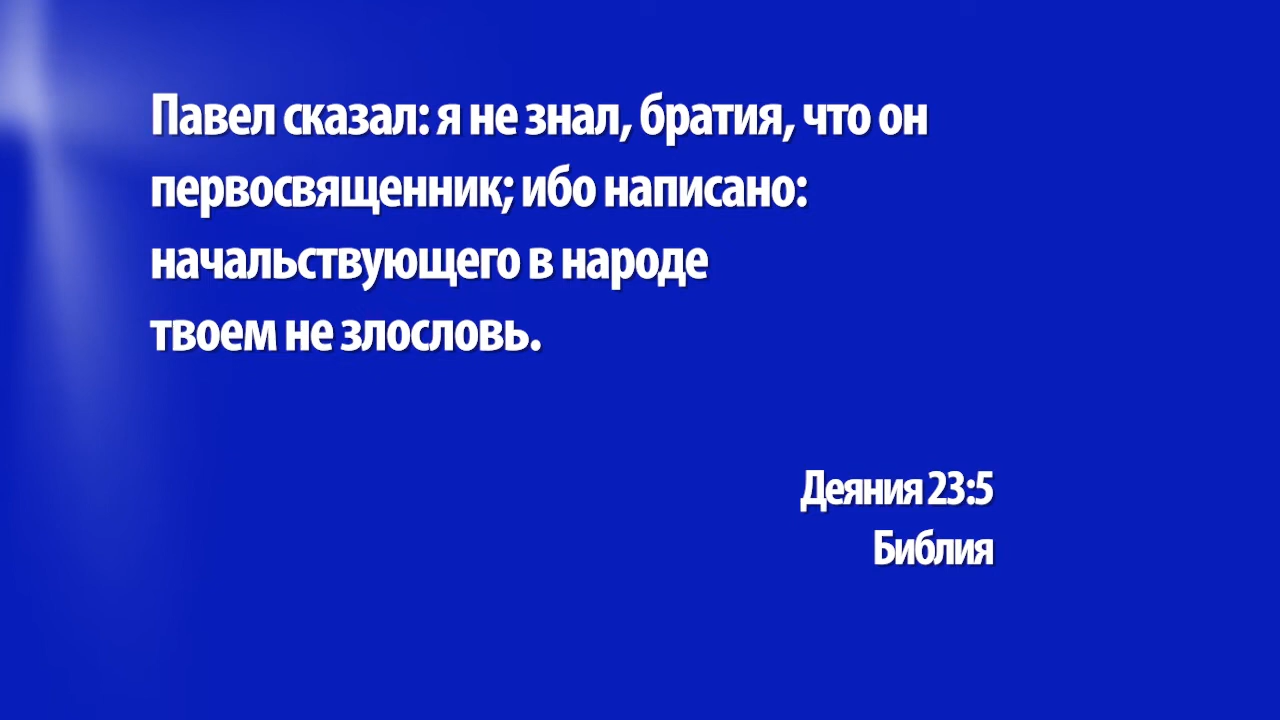 Павел сказал: я не знал, братия, что он
первосвященник; ибо написано:
начальствующего в народе
твоем не злословь.
Деяния 23:5
Библия